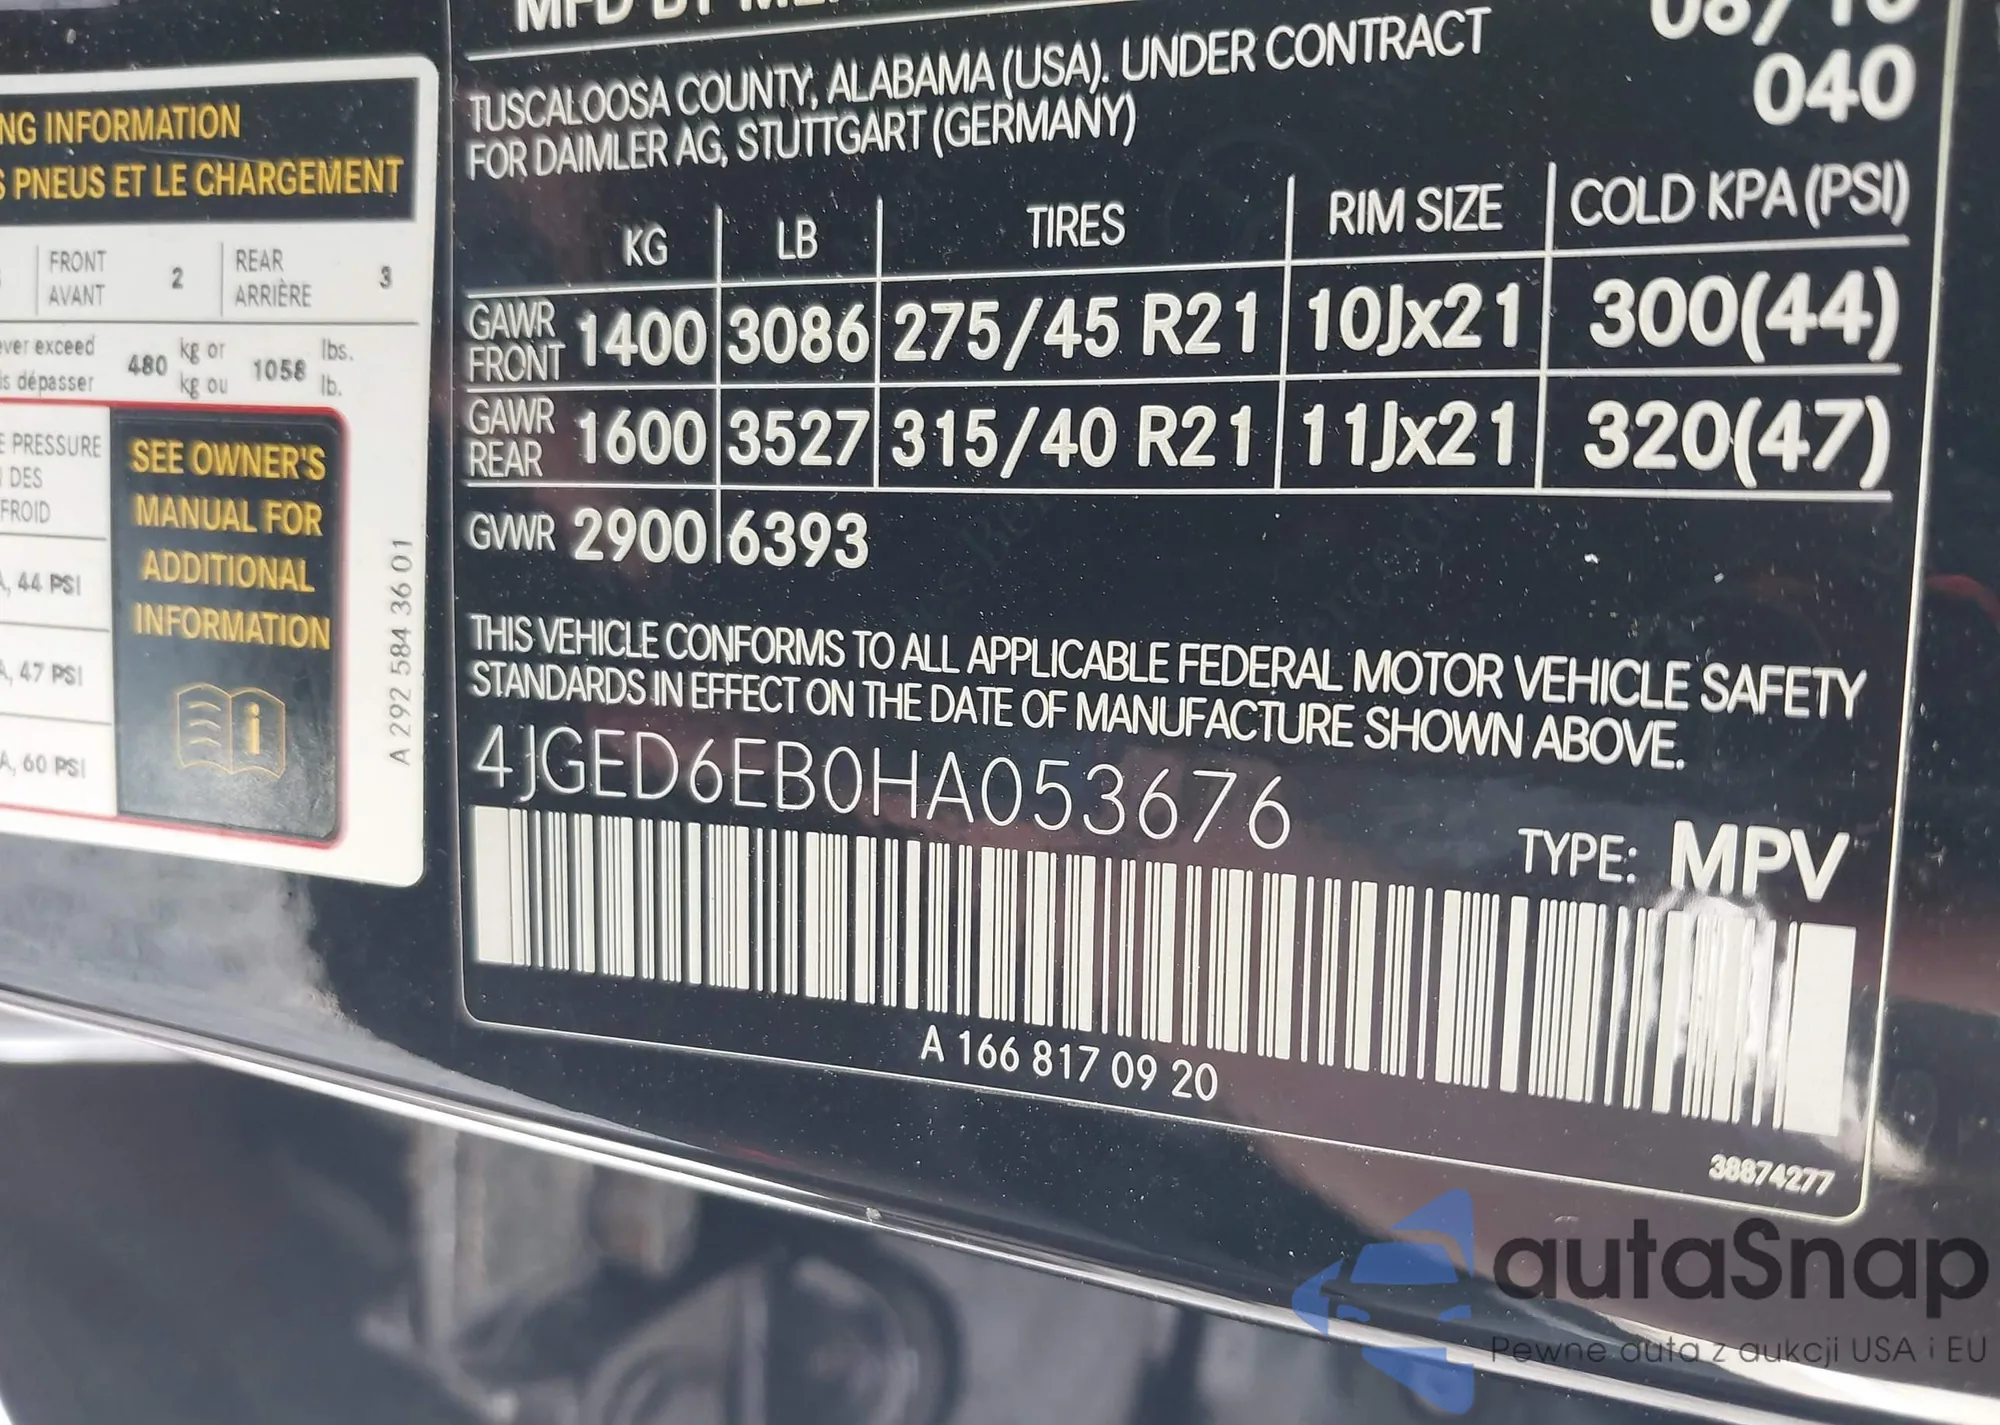 NG INFORMATION
PNEUS ET LE CHARGEMENT
FRONT
AVANT
2
REAR
ARRIÈRE
3
ever exceed
dépasser
480
kg or
kg ou
1058
lbs.
lb.
PRESSURE
DES
FROID
, 44 PSI
, 47 PSI
A, 60 PSI
SEE OWNER'S
MANUAL FOR
ADDITIONAL
INFORMATION
i
A 292 584 36 01
MFD BY
040
TUSCALOOSA COUNTY, ALABAMA (USA). UNDER CONTRACT
FOR DAIMLER AG, STUTTGART (GERMANY)
KG LB TIRES RIM SIZE COLD KPA (PSI)
GAWR
FRONT
1400 3086 275/45 R21 10Jx21 300(44)
GAWR
REAR
1600 3527 315/40 R21 11Jx21 320(47)
GVWR 2900 6393
THIS VEHICLE CONFORMS TO ALL APPLICABLE FEDERAL MOTOR VEHICLE SAFETY
STANDARDS IN EFFECT ON THE DATE OF MANUFACTURE SHOWN ABOVE.
4JGED6EB0HA053676
TYPE: MPV
A 166 817 09 20
38874277
autaSnap
Pewne auta z aukcji USA i EU